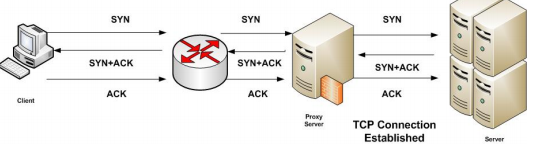 SYN
SYN
SYN
SYN+ACK
SYN+ACK
SYN+ACK
ACK
ACK
ACK
Client
Proxy
Server
TCP Connection
Established
Server